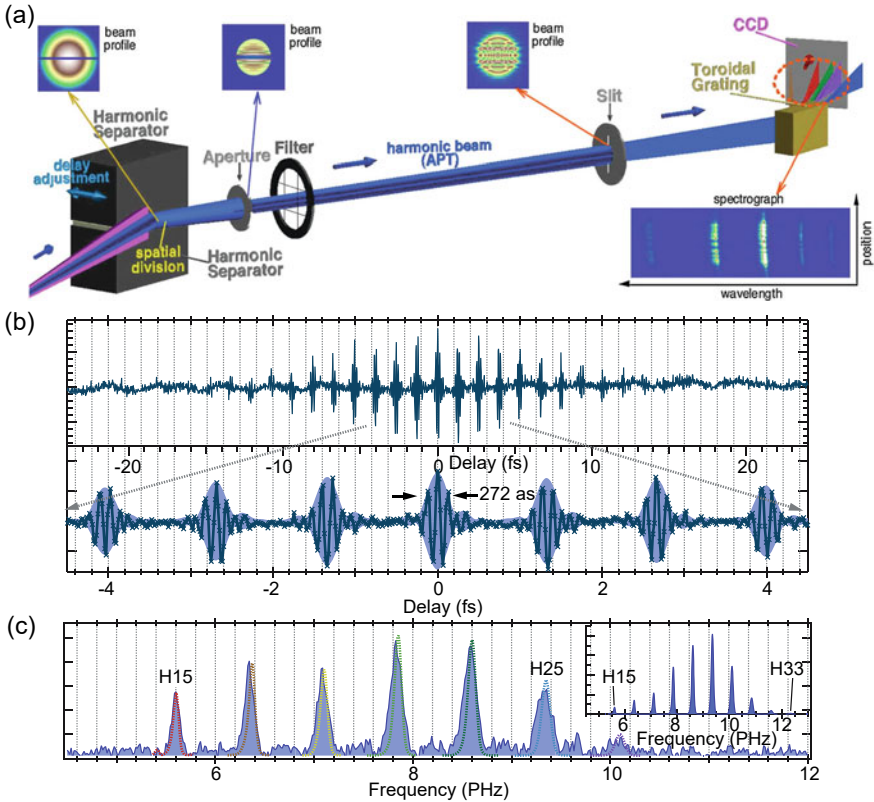 (a)
beam
profile
beam
profile
beam
profile
CCD
Toroidal
Grating
Slit
Harmonic
Separator
Aperture
Filter
harmonic beam
(APT)
delay
adjustment
spatial
division
Harmonic
Separator
spectrograph
position
wavelength
(b)
-20
-10
0
Delay (fs)
10
20
272 as
-4
-2
0
2
4
Delay (fs)
(c)
H15
H25
H15
H33
6
8
10
12
Frequency (PHz)
6
8
10
12
Frequency (PHz)